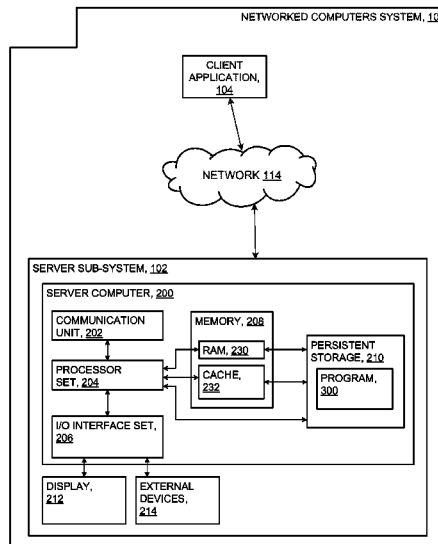 NETWORKED COMPUTERS SYSTEM, 10
CLIENT
APPLICATION,
104
NETWORK 114
SERVER SUB-SYSTEM, 102
SERVER COMPUTER, 200
COMMUNICATION
UNIT, 202
PROCESSOR
SET, 204
I/O INTERFACE SET,
206
MEMORY, 208
RAM, 230
CACHE,
232
PERSISTENT
STORAGE, 210
PROGRAM,
300
DISPLAY,
212
EXTERNAL
DEVICES,
214